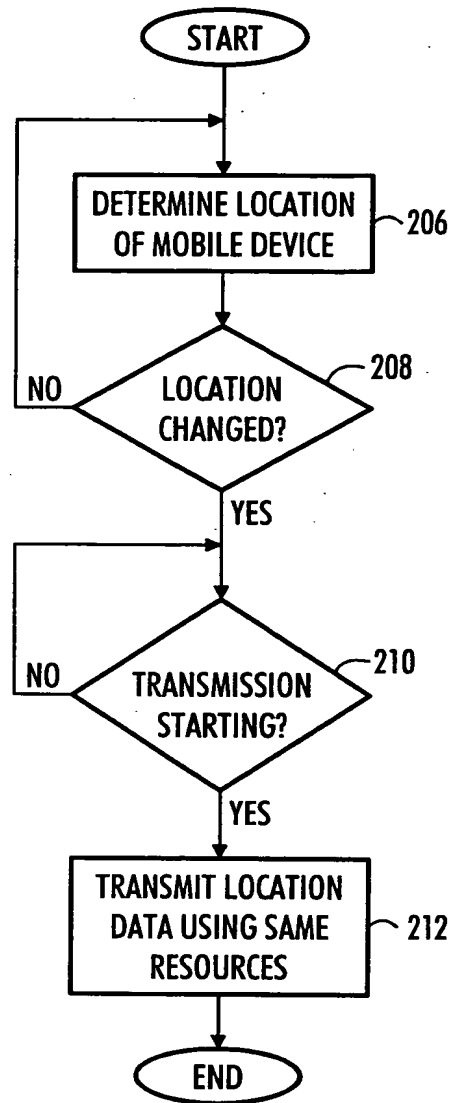 START
DETERMINE LOCATION
OF MOBILE DEVICE
206
208
LOCATION
CHANGED?
NO
YES
210
NO
TRANSMISSION
STARTING?
YES
TRANSMIT LOCATION
DATA USING SAME
RESOURCES
212
END